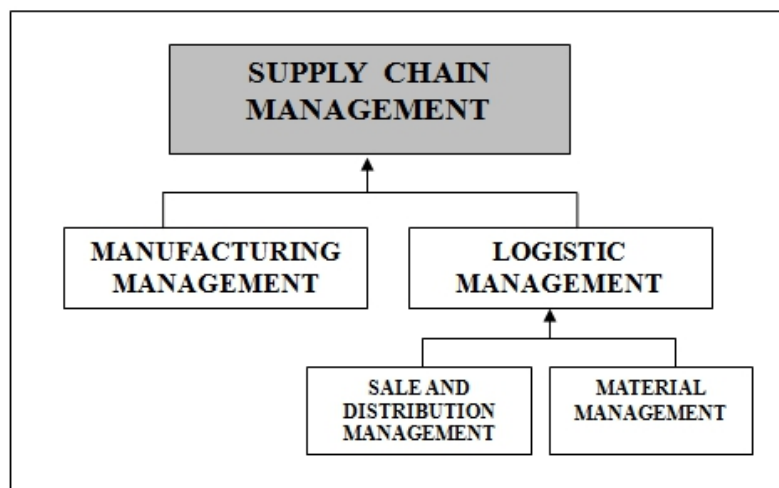 SUPPLY CHAIN
MANAGEMENT
MANUFACTURING
MANAGEMENT
LOGISTIC
MANAGEMENT
SALE AND
DISTRIBUTION
MANAGEMENT
MATERIAL
MANAGEMENT